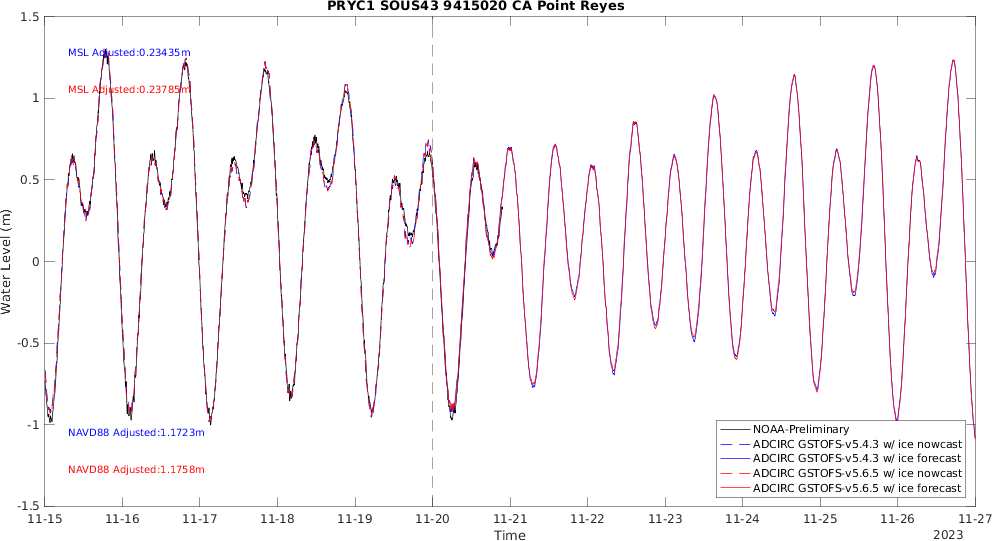 PRYC1 SOUS43 9415020 CA Point Reyes
1.5
1
0.5
0
-0.5
-1
-1.5
Water Level (m)
MSL Adjusted:0.23435m
MSL Adjusted:0.23785m
NAVD88 Adjusted:1.1723m
NAVD88 Adjusted:1.1758m
NOAA-Preliminary
ADCIRC GSTOFS-v5.4.3 w/ ice nowcast
ADCIRC GSTOFS-v5.4.3 w/ ice forecast
ADCIRC GSTOFS-v5.6.5 w/ ice nowcast
ADCIRC GSTOFS-v5.6.5 w/ ice forecast
11-15 11-16 11-17 11-18 11-19 11-20 11-21 11-22 11-23 11-24 11-25 11-26 11-27
Time
2023